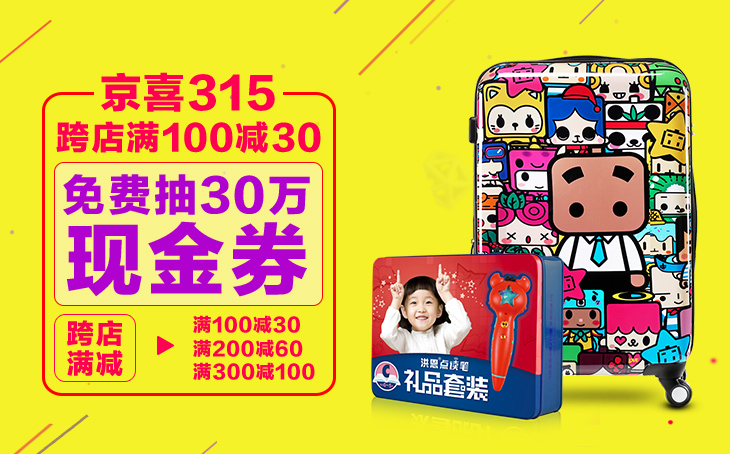 京喜315
跨店满100减30
免费抽30万
现金券
跨店
满减
满100减30
满200减60
满300减100
洪恩点读笔
礼品套装